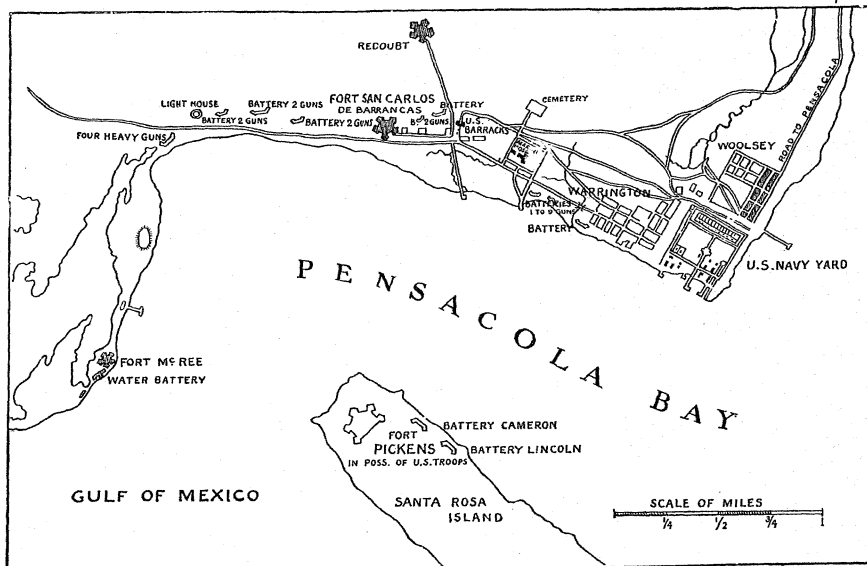 REDOUBT
LIGHT HOUSE
BATTERY 2 GUNS
BATTERY 2 GUNS
FORT SAN CARLOS
DE BARRANCAS
BATTERY
CEMETERY
BATTERY 2 GUNS
B 2 GUNS
U.S.
BARRACKS
FOUR HEAVY GUNS
ROAD TO PENSACOLA
WOOLSEY
WARRINGTON
BATTERIES
1 TO 9 GUNS
BATTERY
U.S. NAVY YARD
PENSACOLA BAY
FORT McREE
WATER BATTERY
BATTERY CAMERON
FORT
PICKENS
BATTERY LINCOLN
IN POSS. OF U.S. TROOPS
GULF OF MEXICO
SANTA ROSA
ISLAND
SCALE OF MILES
1/4 1/2 3/4 1